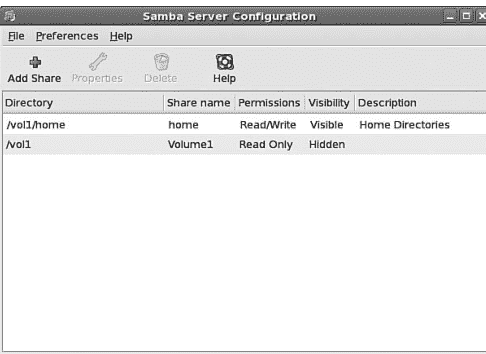 Samba Server Configuration
File Preferences Help
Add Share Properties Delete Help
Directory Share name Permissions Visibility Description
/vol1/home home Read/Write Visible Home Directories
/vol1 Volume1 Read Only Hidden